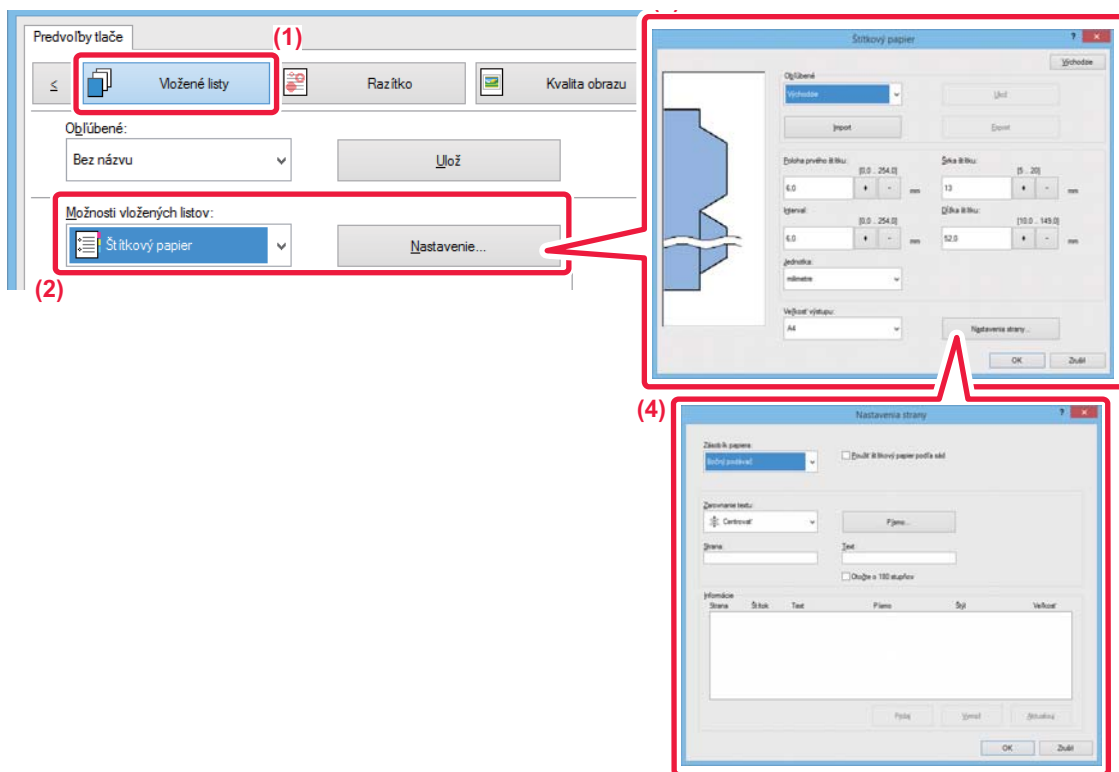 Predvoľby tlače
(1)
<
Vložené listy
Razítko
Kvalita obrazu
Obľúbené:
Bez názvu
Ulož
Možnosti vložených listov:
Štítkový papier
Nastavenie...
(2)
Štítkový papier
?
Východzie
Obľúbené
Východzie
Ulož
Import
Export
Poloha prvého štítku:
[0.0 .. 254.0]
6,0
+ -
mm
Šírka štítku:
[5 .. 20]
13
+ -
mm
Interval:
[0.0 .. 254.0]
6,0
+ -
mm
Dĺžka štítku:
[10.0 .. 149.0]
52,0
+ -
mm
Jednotka:
milimetre
Veľkosť výstupu:
A4
Nastavenia strany...
OK
Zrušiť
(4)
Nastavenia strany
?
Zásobník papiera:
Bočný podávač
Použiť štítkový papier podľa sád
Zarovnanie textu:
Centrovať
Písmo...
Strana:
Text:
Otočte o 180 stupňov
Informácie
Strana Štítok Text Písmo Štýl Veľkosť
Pridaj
Vymaž
Aktualizuj
OK
Zrušiť